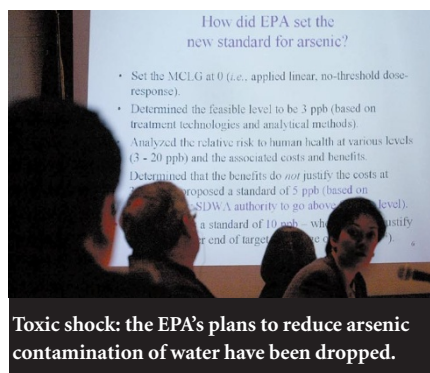 How did EPA set the
new standard for arsenic?
• Set the MCLG at 0 (i.e., applied linear, no-threshold dose-
response).
• Determined the feasible level to be 3 ppb (based on
treatment technologies and analytical methods).
Analyzed the relative risk to human health at various levels
(3 - 20 ppb) and the associated costs and benefits.
Determined that the benefits do not justify the costs at
proposed a standard of 5 ppb (based on
SDWA authority to go above level).
a standard of 10 ppb –
end of target
Toxic shock: the EPA's plans to reduce arsenic
contamination of water have been dropped.